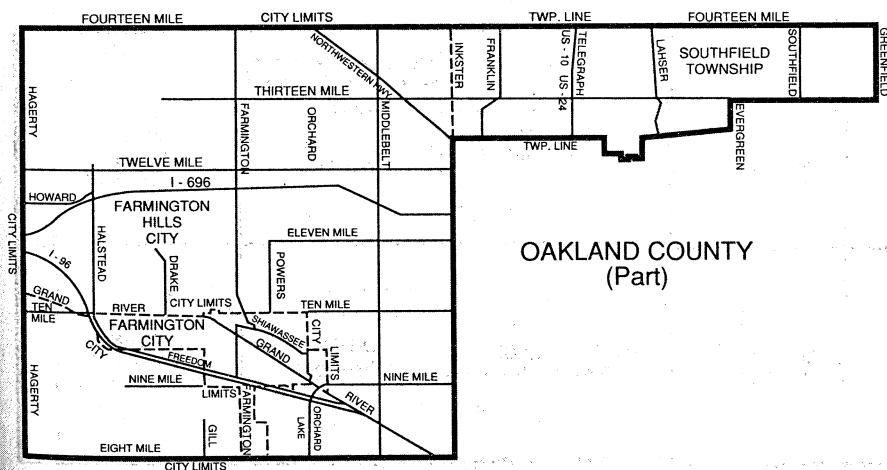 FOURTEEN MILE
CITY LIMITS
TWP. LINE
FOURTEEN MILE
NORTHWESTERN HWY
INKSTER
FRANKLIN
US - 10 US - 24
TELEGRAPH
LAHSER
SOUTHFIELD
TOWNSHIP
SOUTHFIELD
GREENFIELD
HAGERTY
THIRTEEN MILE
FARMINGTON
ORCHARD
MIDDLEBELT
EVERGREEN
TWP. LINE
TWELVE MILE
I - 696
HOWARD
FARMINGTON
HILLS
CITY
CITY LIMITS
HALSTEAD
DRAKE
ELEVEN MILE
POWERS
OAKLAND COUNTY
(Part)
I - 96
GRAND
RIVER
CITY LIMITS
TEN MILE
TEN
MILE
FARMINGTON
CITY
SHIAWASSEE
CITY
LIMITS
GRAND
RIVER
CITY
FREEDOM
HAGERTY
NINE MILE
LIMITS
NINE MILE
FARMINGTON
GILL
ORCHARD
LAKE
EIGHT MILE
CITY LIMITS